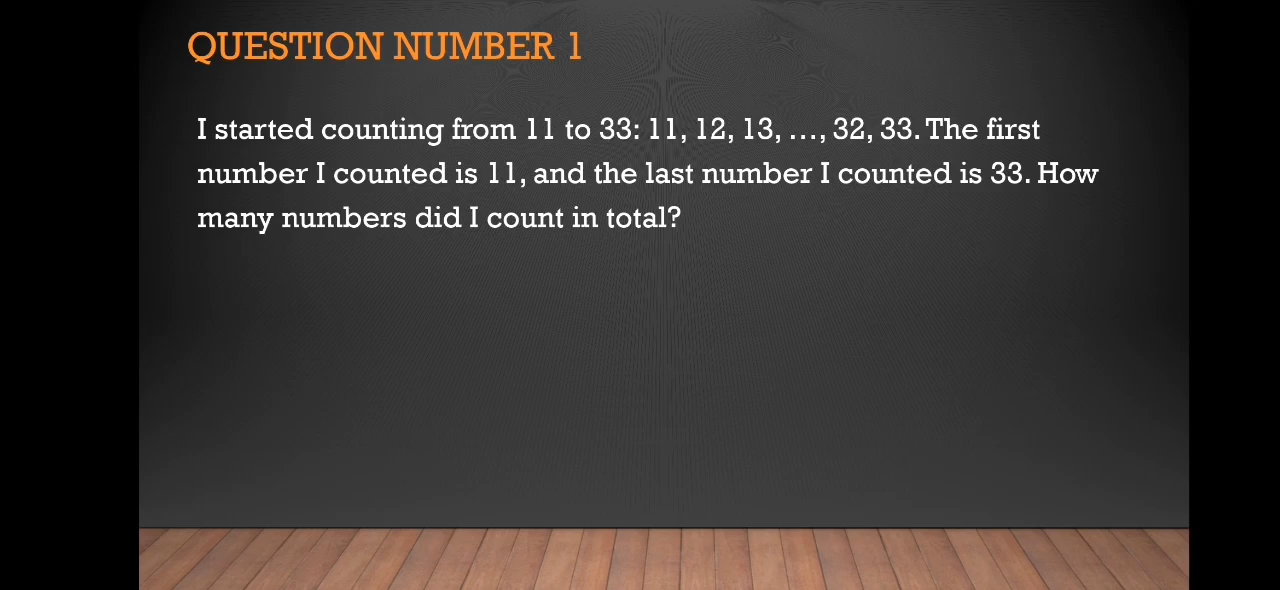 QUESTION NUMBER 1
I started counting from 11 to 33: 11, 12, 13, …, 32, 33. The first
number I counted is 11, and the last number I counted is 33. How
many numbers did I count in total?